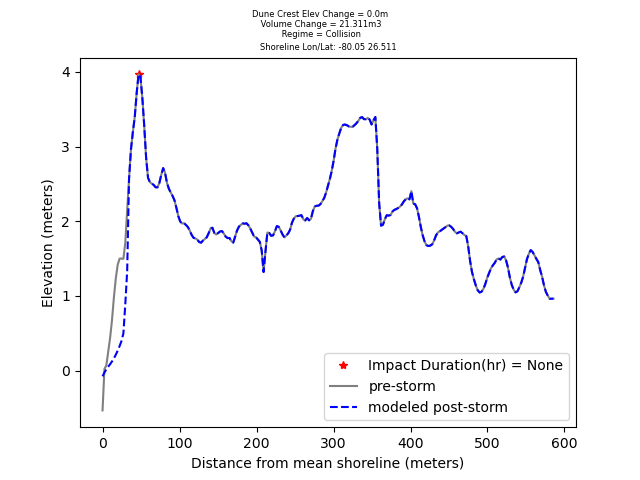 Dune Crest Elev Change = 0.0m
Volume Change = 21.311m3
Regime = Collision
Shoreline Lon/Lat: -80.05 26.511
4
3
2
1
0
Elevation (meters)
Impact Duration(hr) = None
pre-storm
modeled post-storm
0 100 200 300 400 500 600
Distance from mean shoreline (meters)